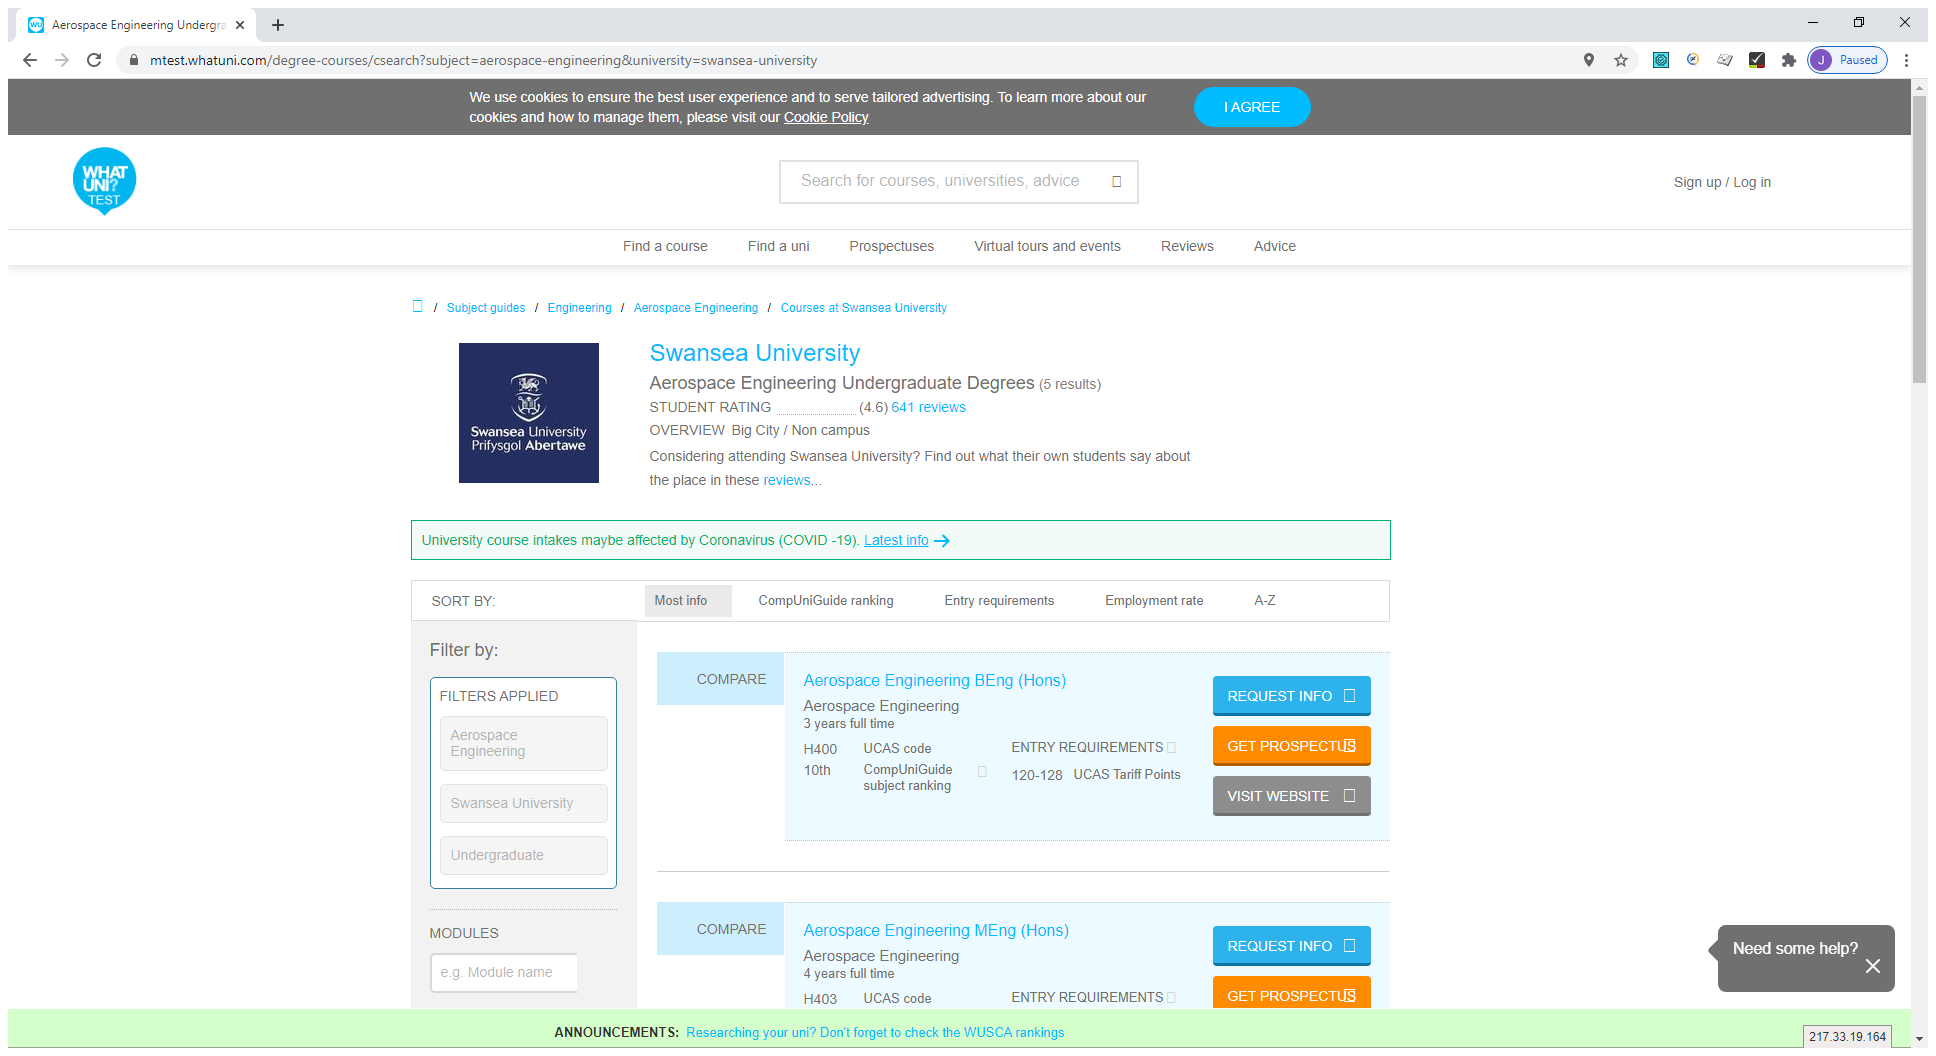 Aerospace Engineering Undergra
mtest.whatuni.com/degree-courses/csearch?subject=aerospace-engineering&university=swansea-university
J Paused
We use cookies to ensure the best user experience and to serve tailored advertising. To learn more about our
cookies and how to manage them, please visit our Cookie Policy
I AGREE
WHAT
UNI?
TEST
Search for courses, universities, advice
Sign up / Log in
Find a course Find a uni Prospectuses Virtual tours and events Reviews Advice
/ Subject guides / Engineering / Aerospace Engineering / Courses at Swansea University
Swansea University
Prifysgol Abertawe
Swansea University
Aerospace Engineering Undergraduate Degrees (5 results)
STUDENT RATING (4.6) 641 reviews
OVERVIEW Big City / Non campus
Considering attending Swansea University? Find out what their own students say about
the place in these reviews...
University course intakes maybe affected by Coronavirus (COVID -19). Latest info →
SORT BY: Most info CompUniGuide ranking Entry requirements Employment rate A-Z
Filter by:
FILTERS APPLIED
Aerospace
Engineering
Swansea University
Undergraduate
MODULES
e.g. Module name
COMPARE
Aerospace Engineering BEng (Hons)
Aerospace Engineering
3 years full time
H400 UCAS code
10th CompUniGuide
subject ranking
ENTRY REQUIREMENTS
120-128 UCAS Tariff Points
REQUEST INFO
GET PROSPECTUS
VISIT WEBSITE
COMPARE
Aerospace Engineering MEng (Hons)
Aerospace Engineering
4 years full time
H403 UCAS code
ENTRY REQUIREMENTS
REQUEST INFO
GET PROSPECTUS
Need some help?
ANNOUNCEMENTS: Researching your uni? Don't forget to check the WUSCA rankings
217.33.19.164